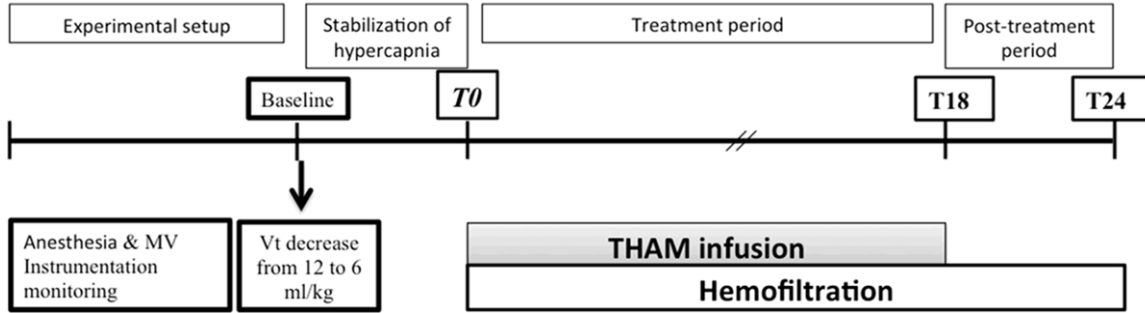 Experimental setup
Stabilization of
hypercapnia
Treatment period
Post-treatment
period
Baseline
T0
T18
T24
Anesthesia & MV
Instrumentation
monitoring
Vt decrease
from 12 to 6
ml/kg
THAM infusion
Hemofiltration